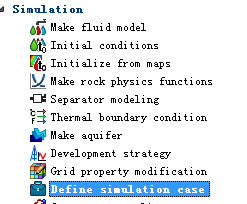 Simulation
Make fluid model
Initial conditions
Initialize from maps
Make rock physics functions
Separator modeling
Thermal boundary condition
Make aquifer
Development strategy
Grid property modification
Define simulation case